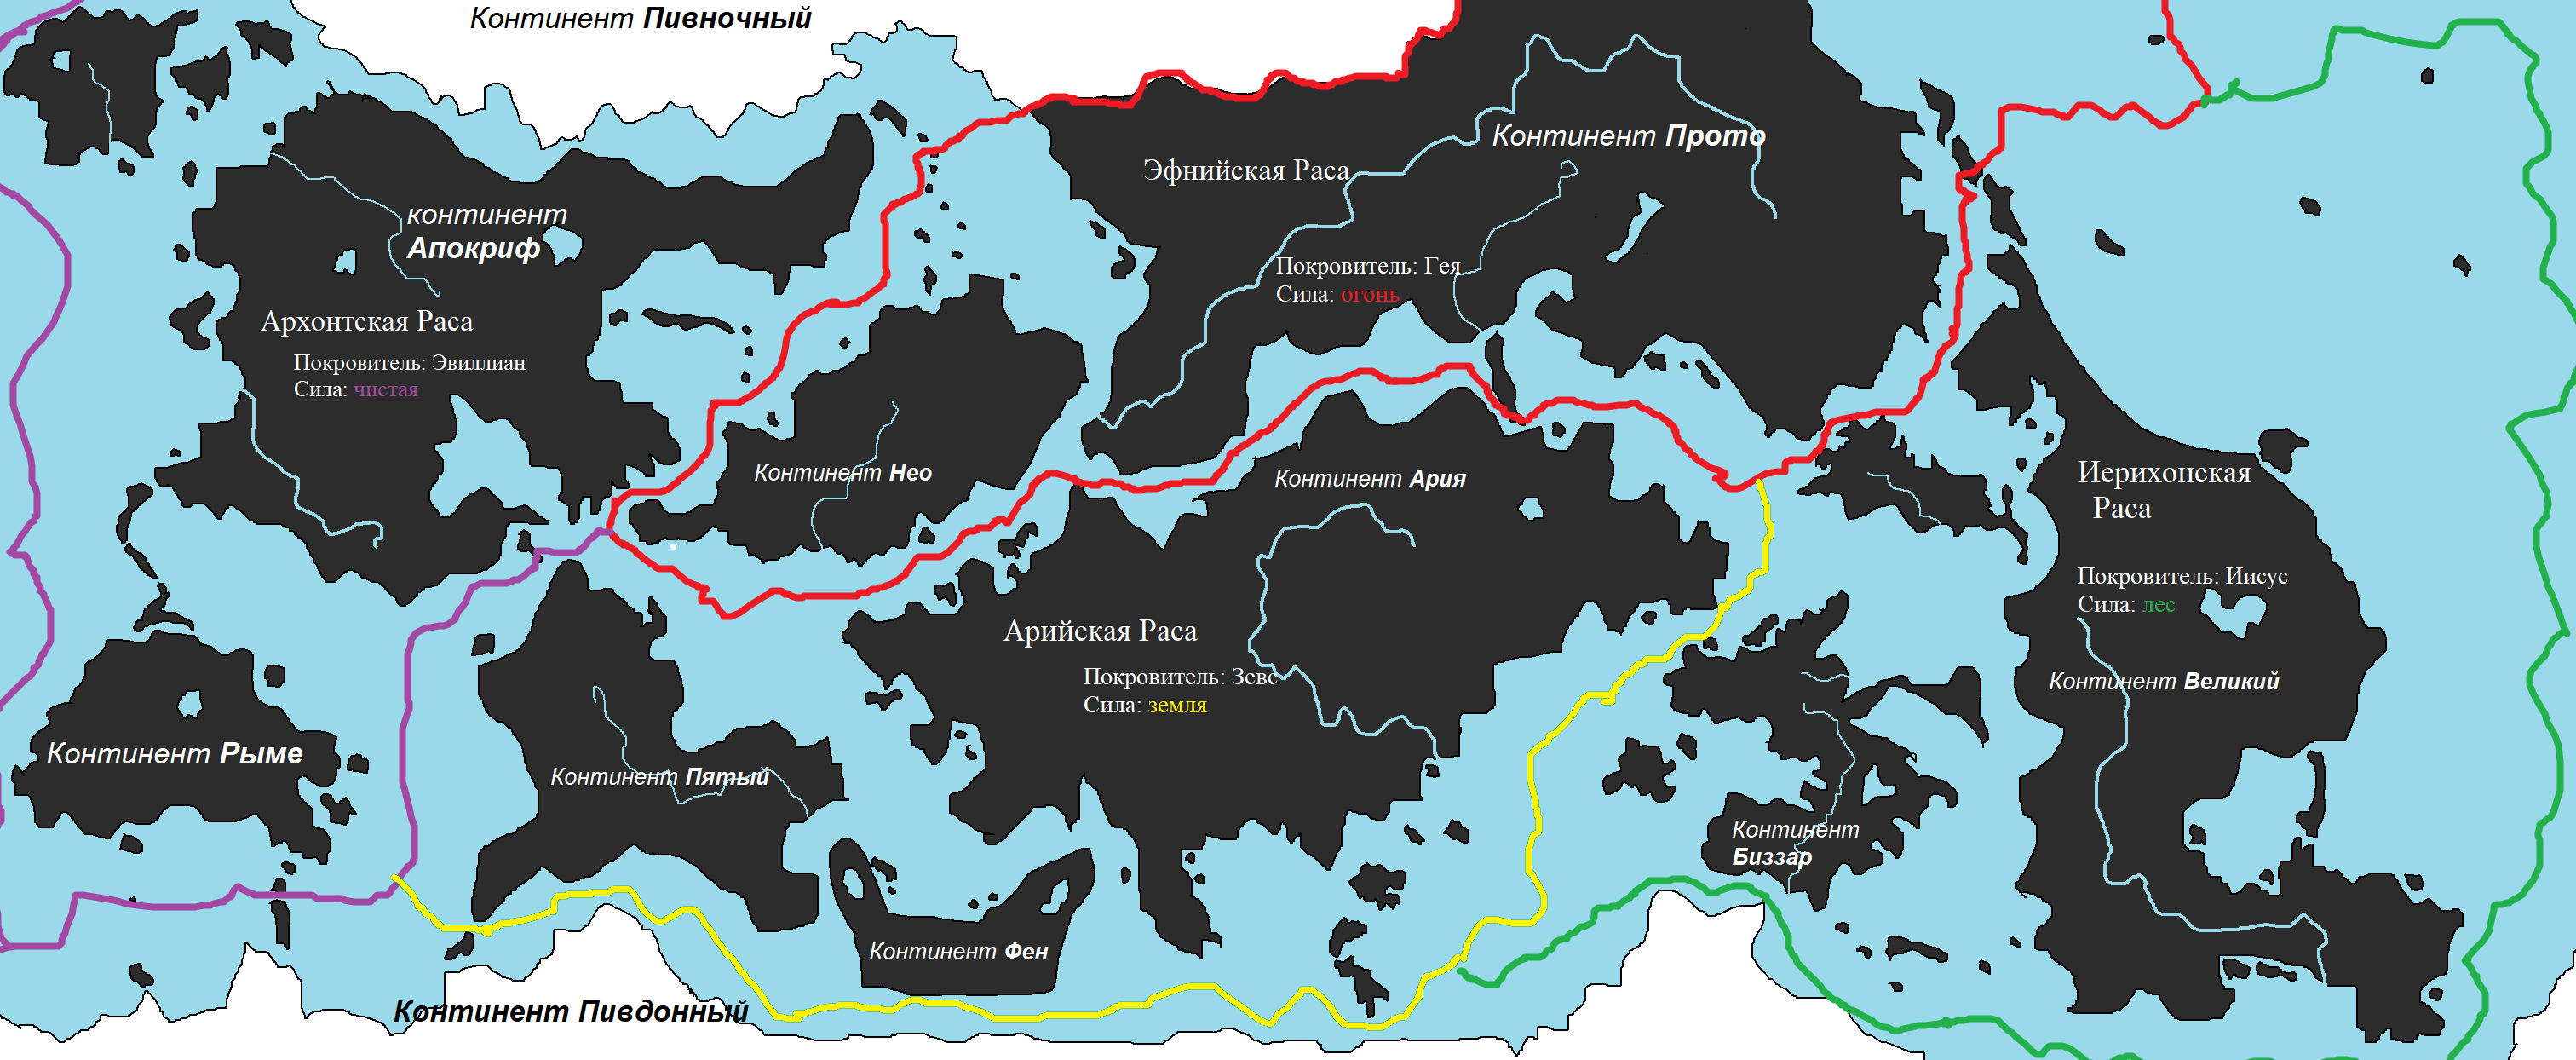 Континент Пивночный
континент
Апокриф
Архонтская Раса
Покровитель: Эвиллиан
Сила: чистая
Эфнийская Раса
Континент Прото
Покровитель: Гея
Сила: огонь
Континент Нео
Континент Ария
Арийская Раса
Покровитель: Зевс
Сила: земля
Иерихонская
Раса
Покровитель: Иисус
Сила: лес
Континент Великий
Континент Рыме
Континент Пятый
Континент
Биззар
Континент Фен
Континент Пивдонный